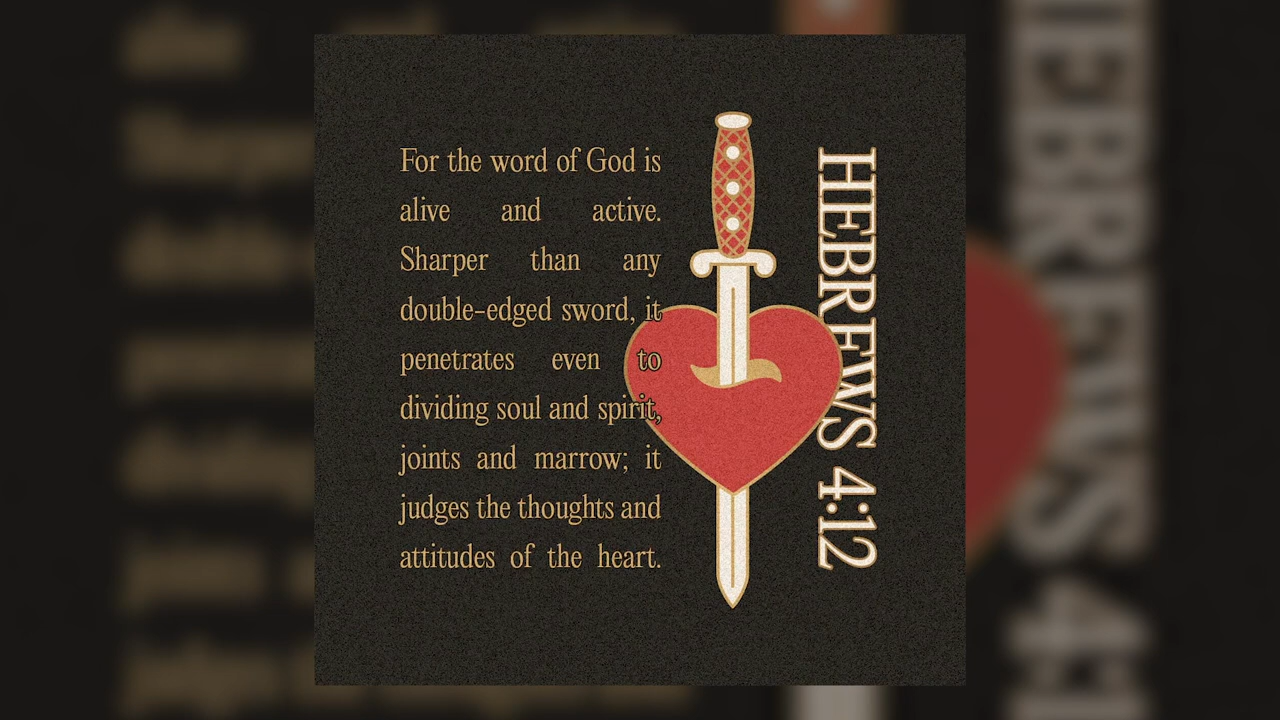 For the word of God is
alive and active.
Sharper than any
double-edged sword, it
penetrates even to
dividing soul and spirit,
joints and marrow; it
judges the thoughts and
attitudes of the heart.
HEBREWS 4:12